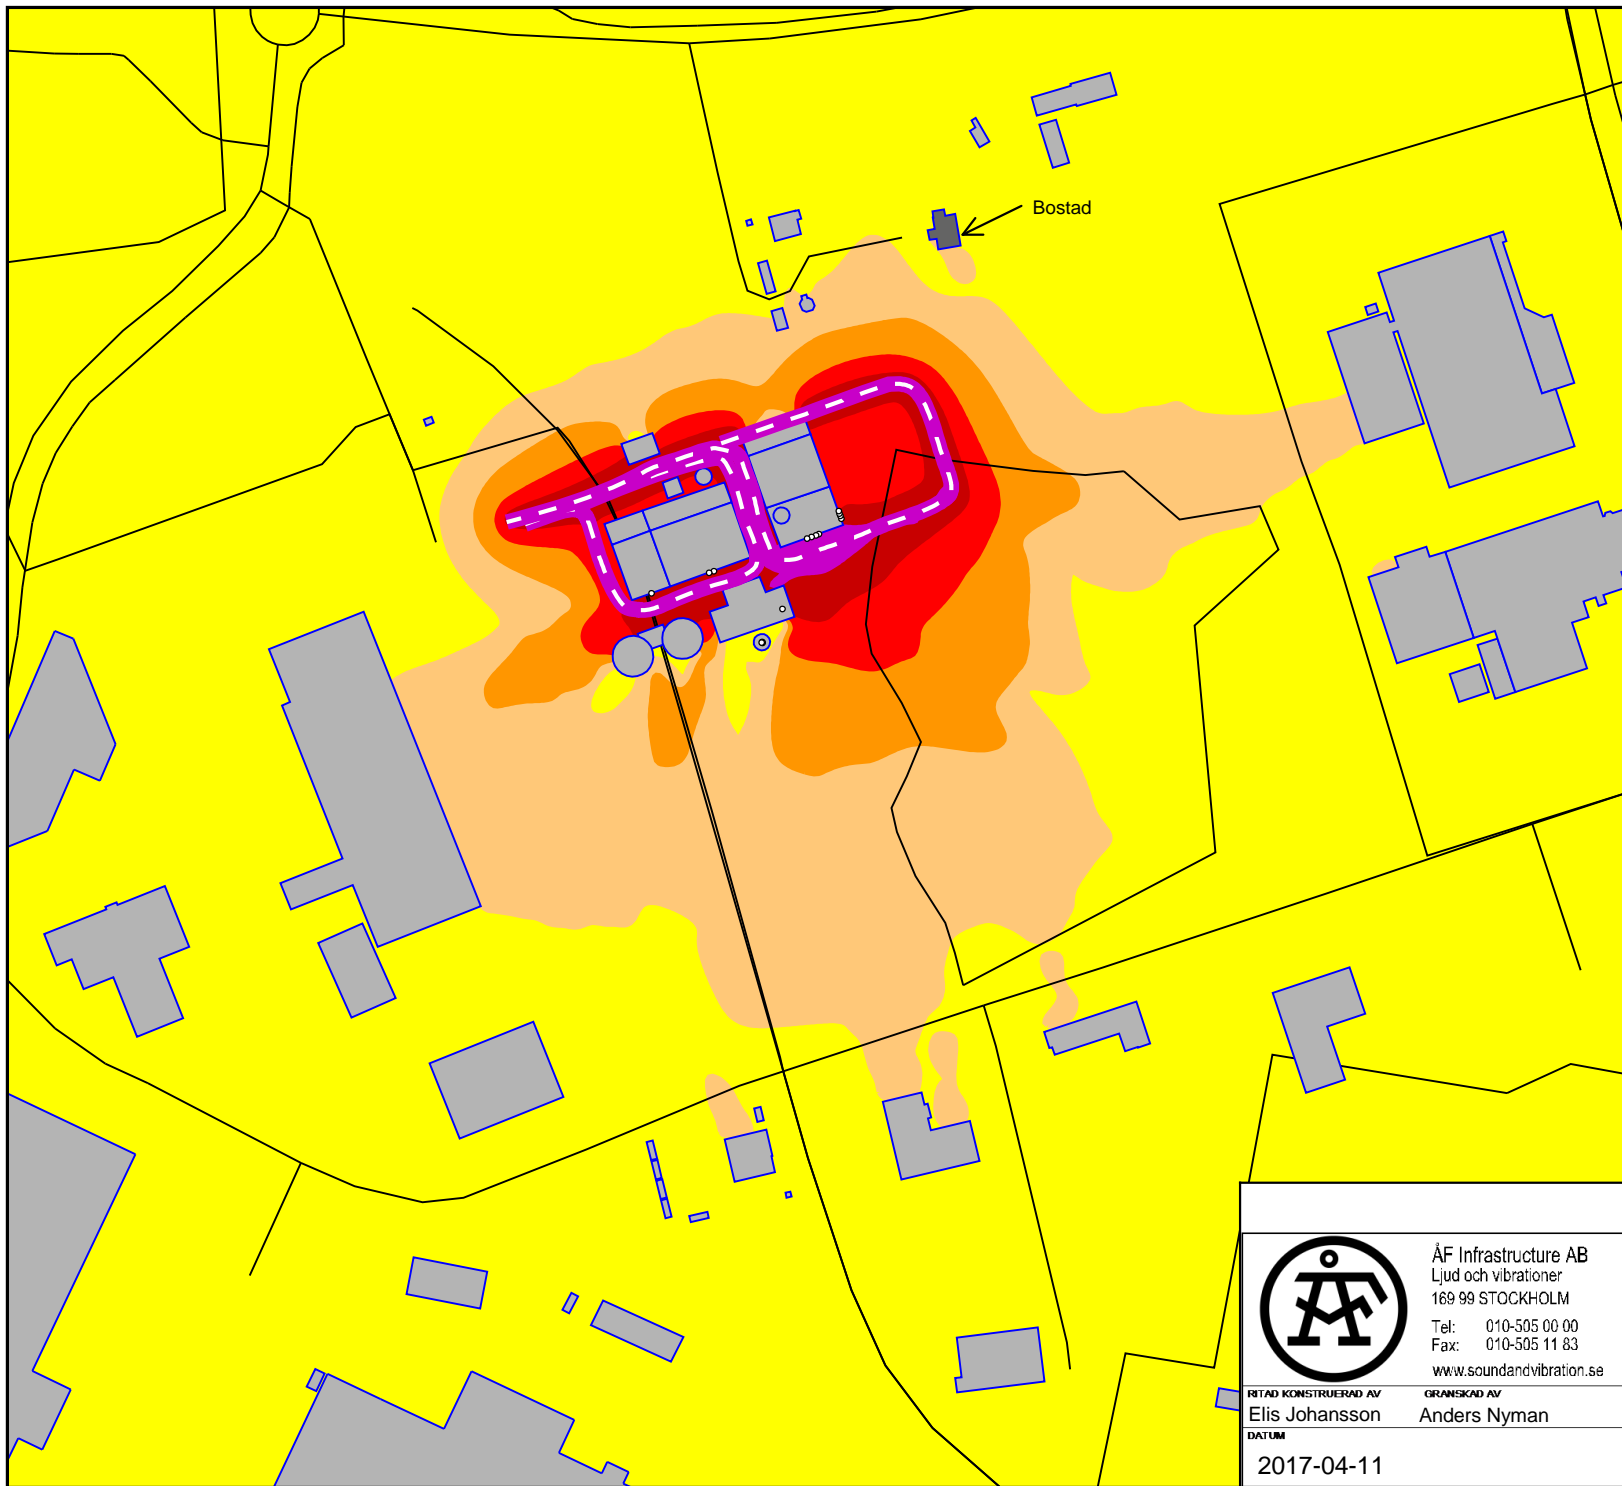 Bostad
ÅF
ÅF Infrastructure AB
Ljud och vibrationer
169 99 STOCKHOLM
Tel: 010-505 00 00
Fax: 010-505 11 83
www.soundandvibration.se
RITAD KONSTRUERAD AV GRANSKAD AV
Elis Johansson Anders Nyman
DATUM
2017-04-11